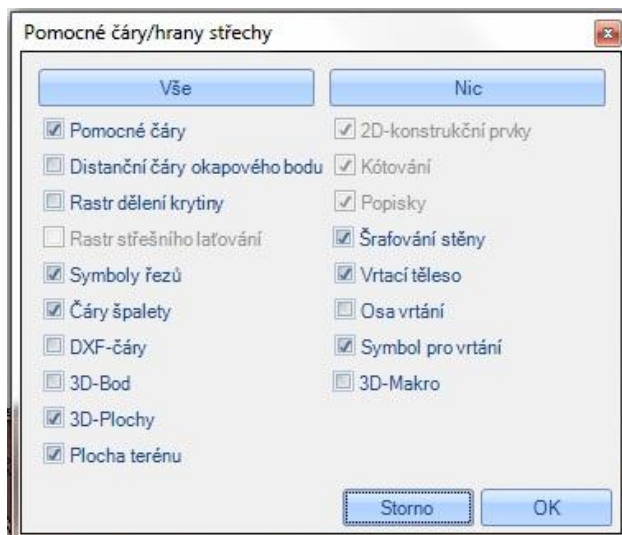 Pomocné čáry/hrany střechy
Vše
Nic
Pomocné čáry
Distanční čáry okapového bodu
Rastr dělení krytiny
Rastr střešního laťování
Symboly řezů
Čáry špalety
DXF-čáry
3D-Bod
3D-Plochy
Plocha terénu
2D-konstrukční prvky
Kótování
Popisky
Šrafování stěny
Vrtací těleso
Osa vrtání
Symbol pro vrtání
3D-Makro
Storno
OK